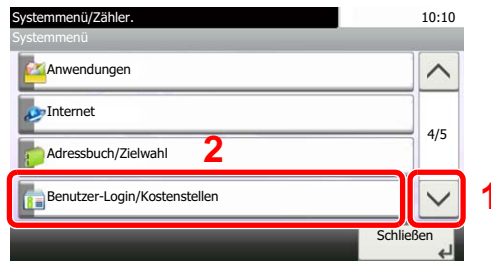 Systemmenü/Zähler.
10:10
Systemmenü
Anwendungen
Internet
4/5
2
Adressbuch/Zielwahl
Benutzer-Login/Kostenstellen
1
Schließen